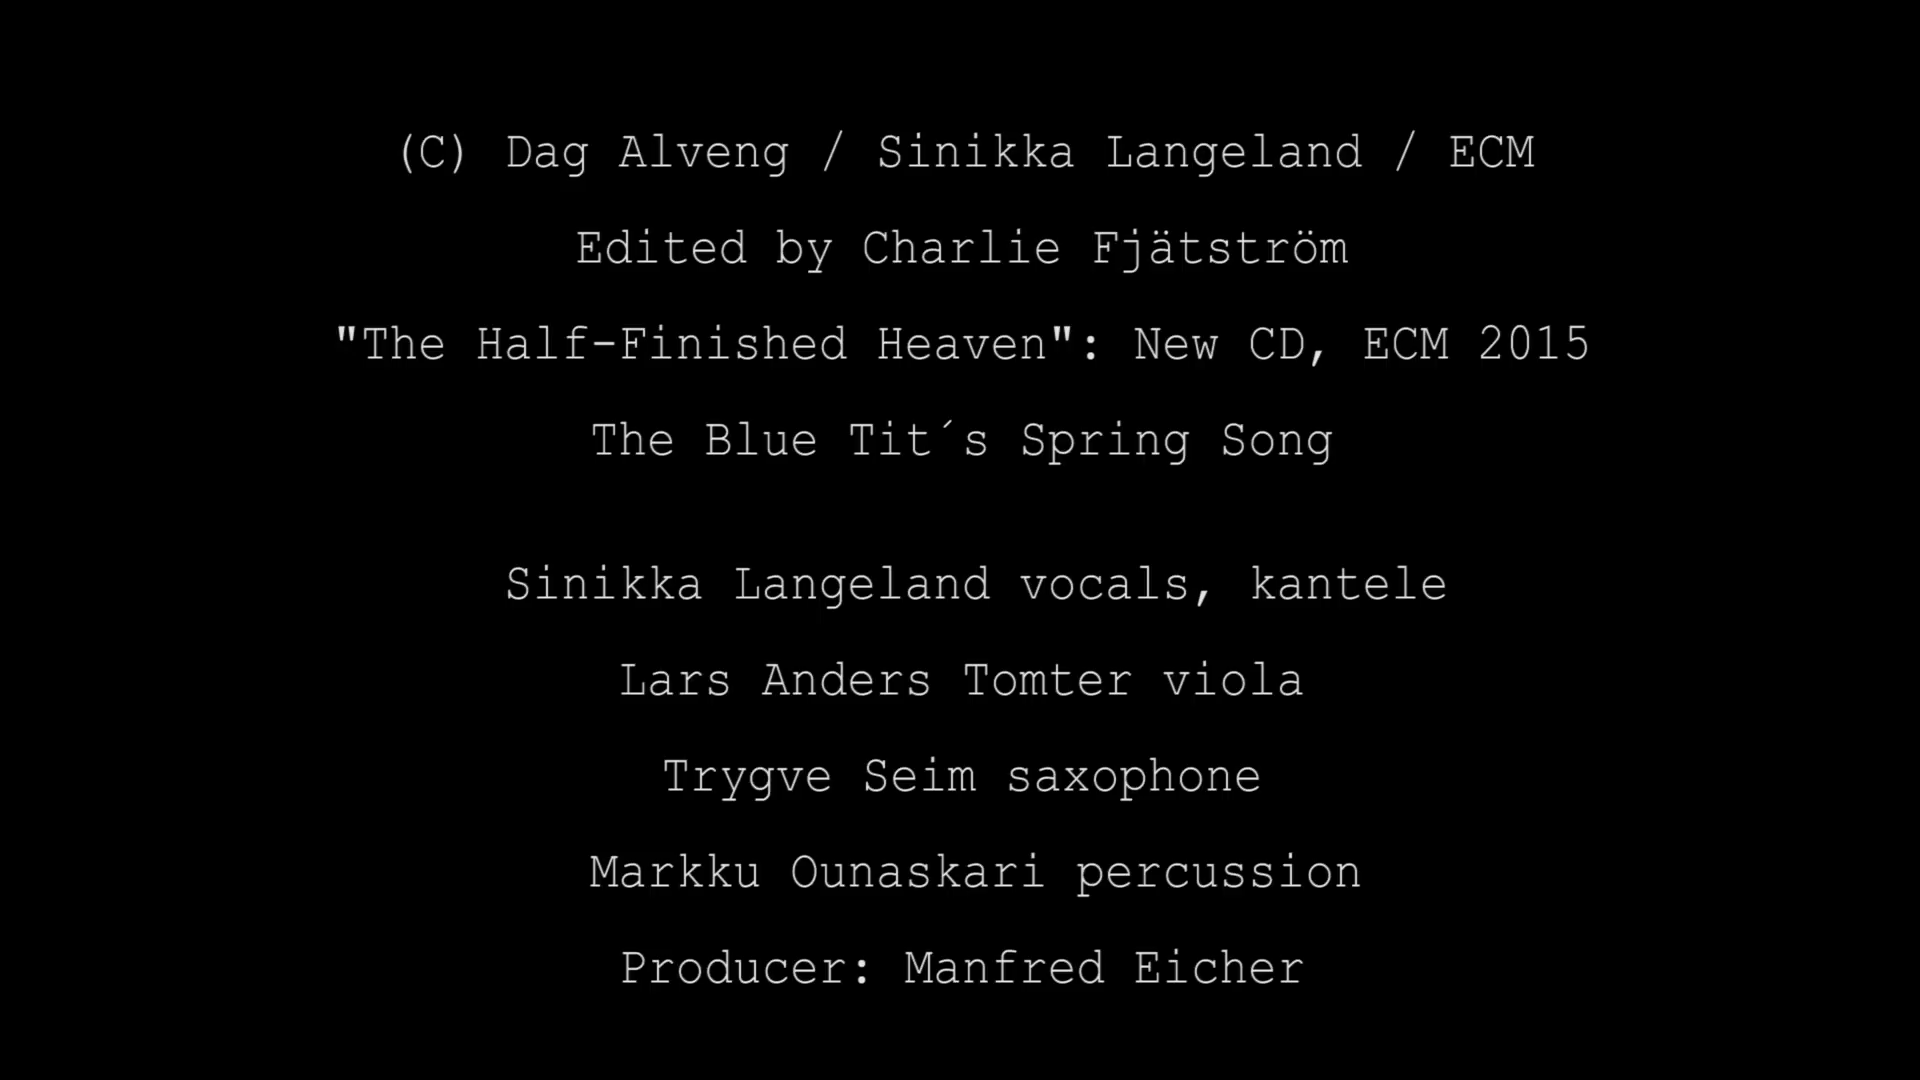 (C) Dag Alveng / Sinikka Langeland / ECM
Edited by Charlie Fjätström
"The Half-Finished Heaven": New CD, ECM 2015
The Blue Tit´s Spring Song
Sinikka Langeland vocals, kantele
Lars Anders Tomter viola
Trygve Seim saxophone
Markku Ounaskari percussion
Producer: Manfred Eicher